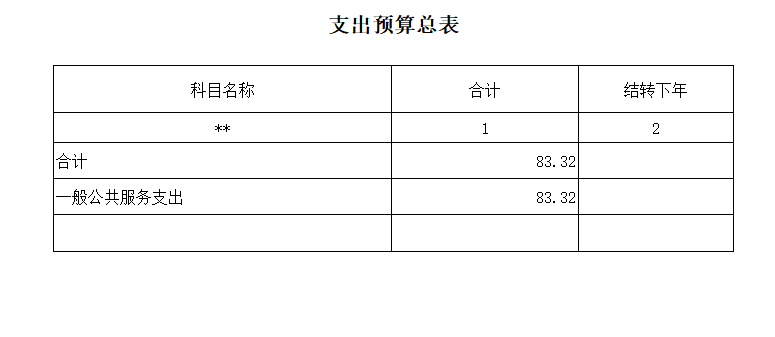 支出预算总表
科目名称 合计 结转下年
** 1 2
合计 83.32
一般公共服务支出 83.32